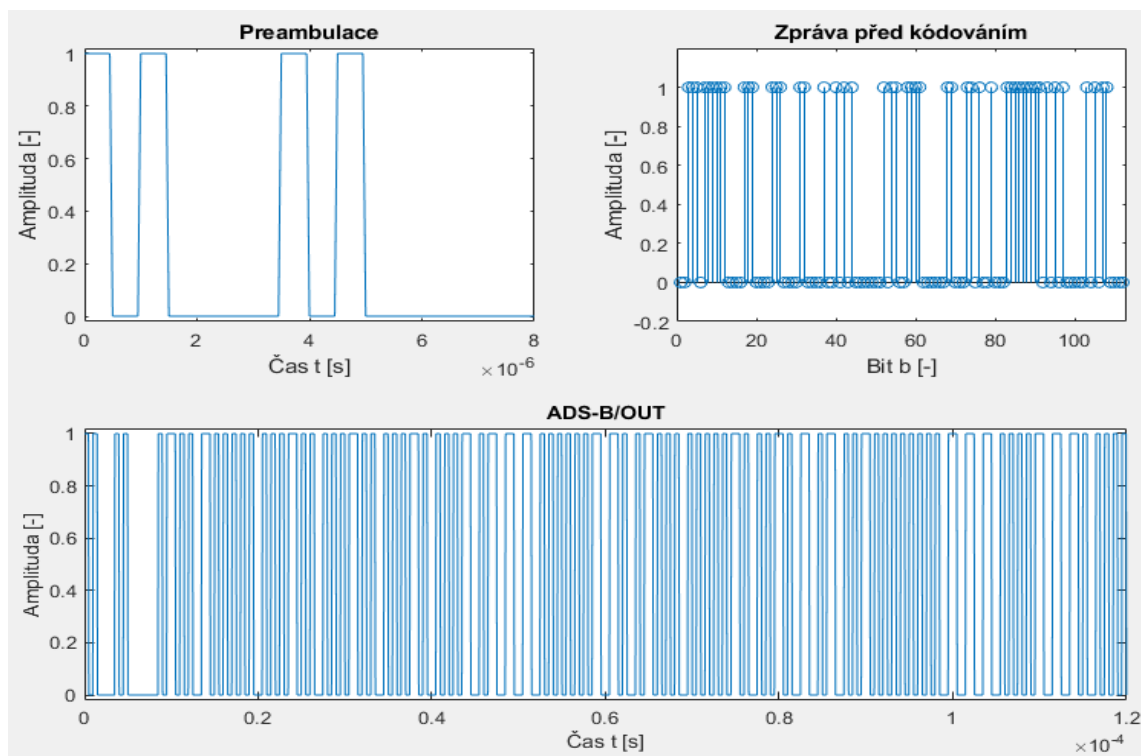 Preambulace
1
0.8
0.6
0.4
0.2
0
Amplituda [-]
0 2 4 6 8
Čas t [s]
× 10^-6
Zpráva před kódováním
1
0.8
0.6
0.4
0.2
0
-0.2
Amplituda [-]
0 20 40 60 80 100
Bit b [-]
ADS-B/OUT
1
0.8
0.6
0.4
0.2
0
Amplituda [-]
0 0.2 0.4 0.6 0.8 1 1.2
Čas t [s]
× 10^-4